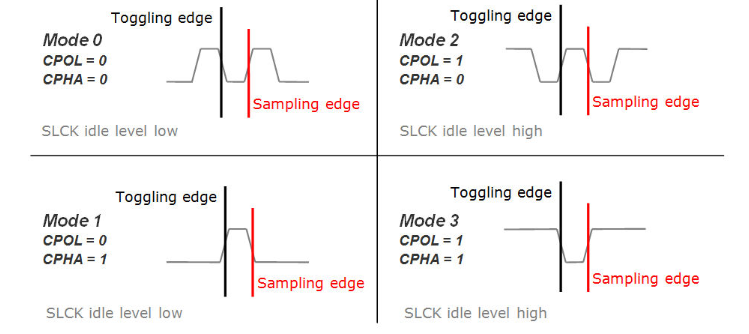 Toggling edge
Mode 0
CPOL = 0
CPHA = 0
Sampling edge
SLCK idle level low
Toggling edge
Mode 2
CPOL = 1
CPHA = 0
Sampling edge
SLCK idle level high
Toggling edge
Mode 1
CPOL = 0
CPHA = 1
Sampling edge
SLCK idle level low
Toggling edge
Mode 3
CPOL = 1
CPHA = 1
Sampling edge
SLCK idle level high